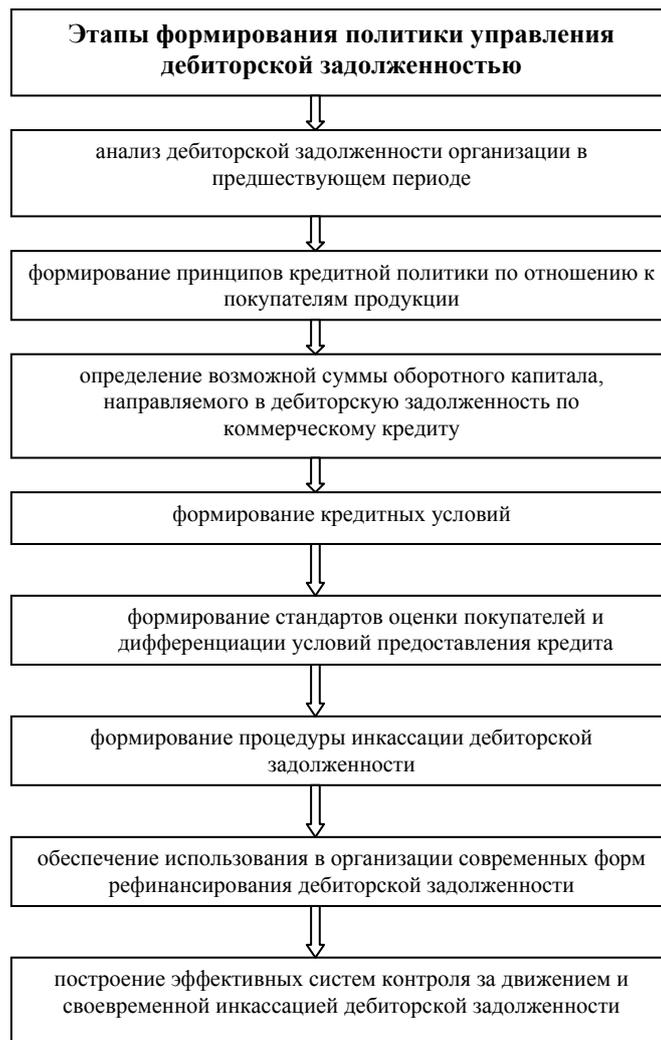 Этапы формирования политики управления
дебиторской задолженностью
анализ дебиторской задолженности организации в
предшествующем периоде
формирование принципов кредитной политики по отношению к
покупателям продукции
определение возможной суммы оборотного капитала,
направляемого в дебиторскую задолженность по
коммерческому кредиту
формирование кредитных условий
формирование стандартов оценки покупателей и
дифференциации условий предоставления кредита
формирование процедуры инкассации дебиторской
задолженности
обеспечение использования в организации современных форм
рефинансирования дебиторской задолженности
построение эффективных систем контроля за движением и
своевременной инкассацией дебиторской задолженности